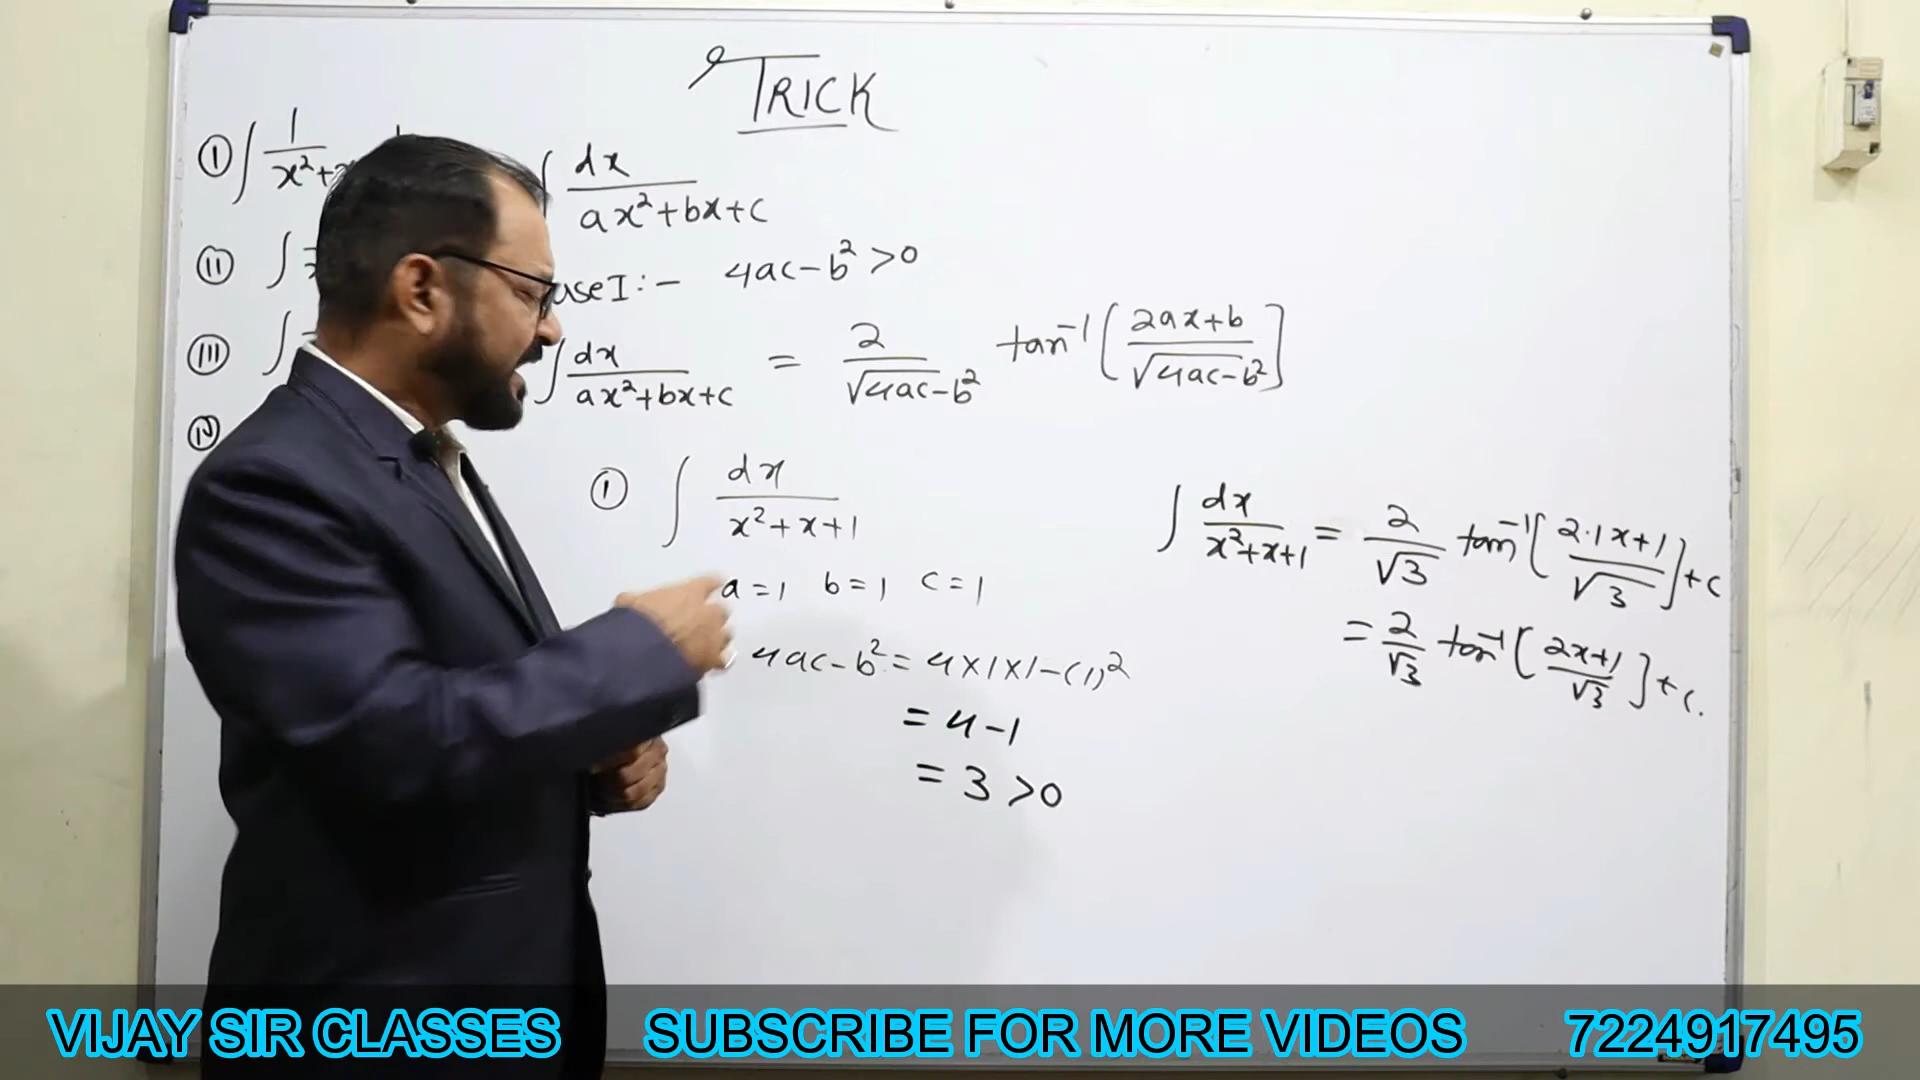 TRICK
① ∫ 1/x²+
∫ dx/ax²+bx+c
ⅱ ∫
ase I:- 4ac-b²>0
ⅲ ∫
∫ dx/ax²+bx+c = 2/√4ac-b² tan⁻¹[2ax+b/√4ac-b²]
ⅳ
① ∫ dx/x²+x+1
a=1 b=1 c=1
4ac-b²=4×1×1-(1)²
=4-1
=3>0
∫ dx/x²+x+1 = 2/√3 tan⁻¹[2·1x+1/√3]+c
=2/√3 tan⁻¹[2x+1/√3]+c.
VIJAY SIR CLASSES SUBSCRIBE FOR MORE VIDEOS 7224917495